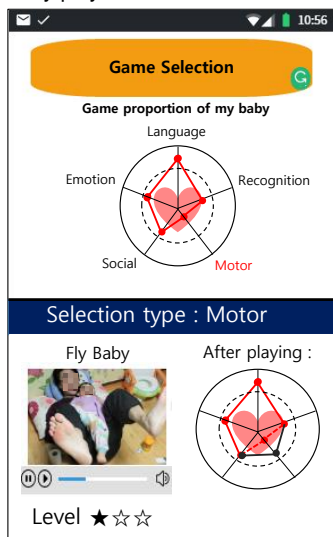 10:56
Game Selection
Game proportion of my baby
Language
Emotion
Recognition
Social
Motor
Selection type : Motor
Fly Baby
After playing :
Level ★☆☆